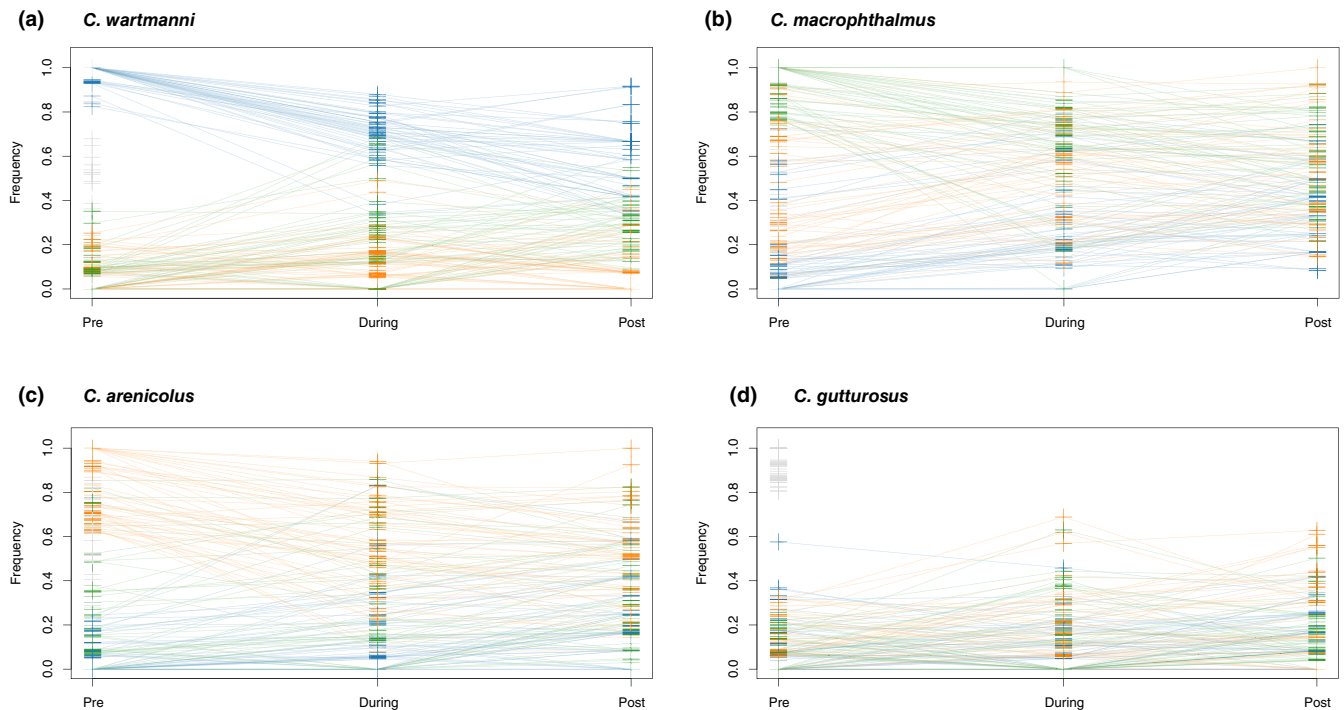 (a) C. wartmanni
Frequency
1.0
0.8
0.6
0.4
0.2
0.0
Pre During Post
(b) C. macrophthalmus
Frequency
1.0
0.8
0.6
0.4
0.2
0.0
Pre During Post
(c) C. arenicolus
Frequency
1.0
0.8
0.6
0.4
0.2
0.0
Pre During Post
(d) C. gutturosus
Frequency
1.0
0.8
0.6
0.4
0.2
0.0
Pre During Post